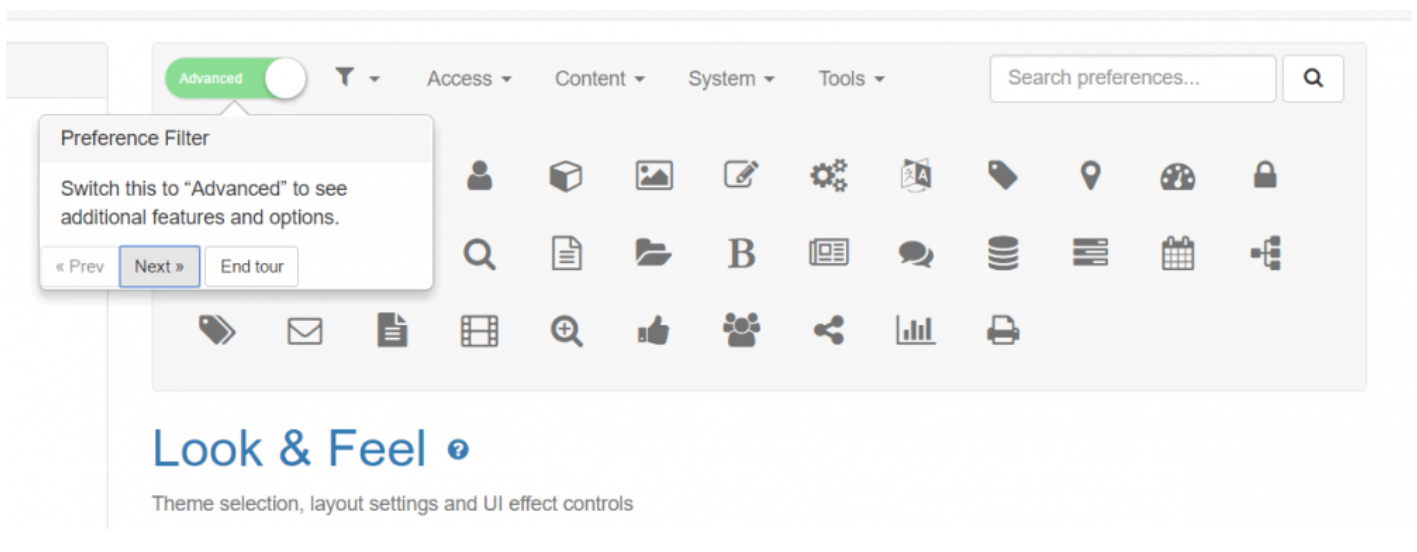 Advanced
Access
Content
System
Tools
Search preferences...
Preference Filter
Switch this to “Advanced” to see
additional features and options.
« Prev
Next »
End tour
B
Look & Feel
Theme selection, layout settings and UI effect controls